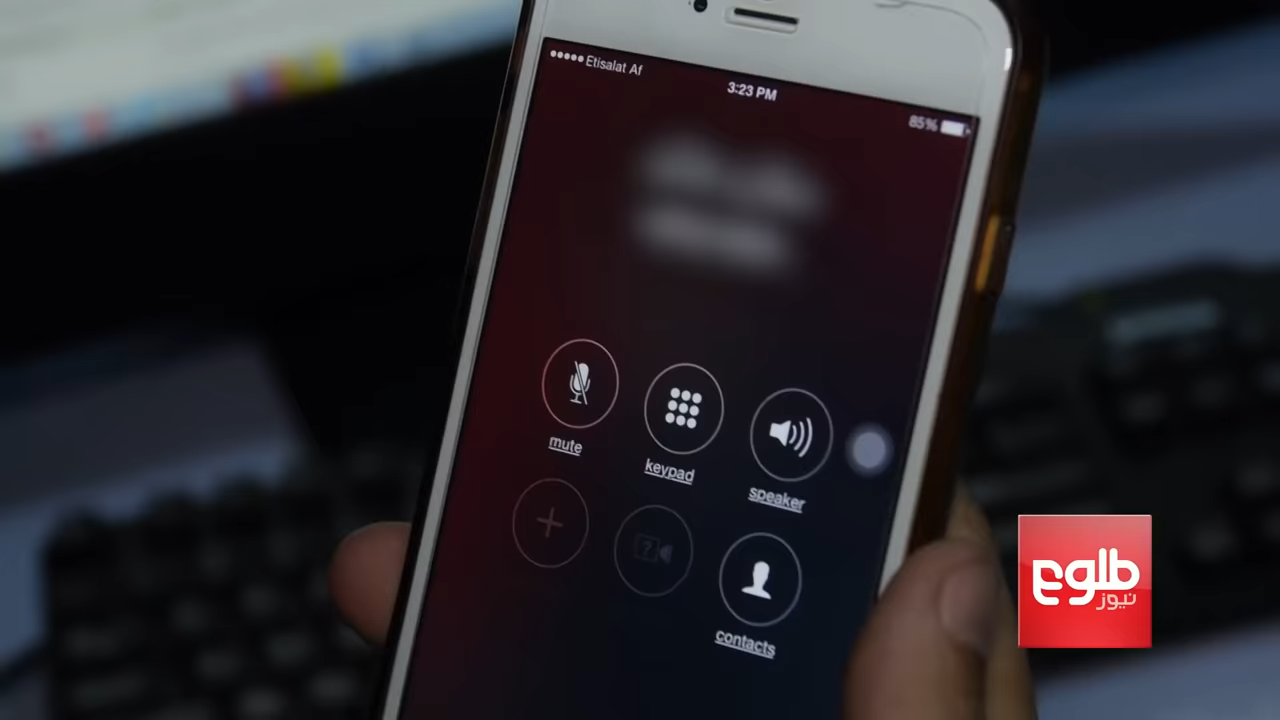 ●●●●● Etisalat Af
3:23 PM
85%
mute
keypad
speaker
contacts
طلوع
نیوز